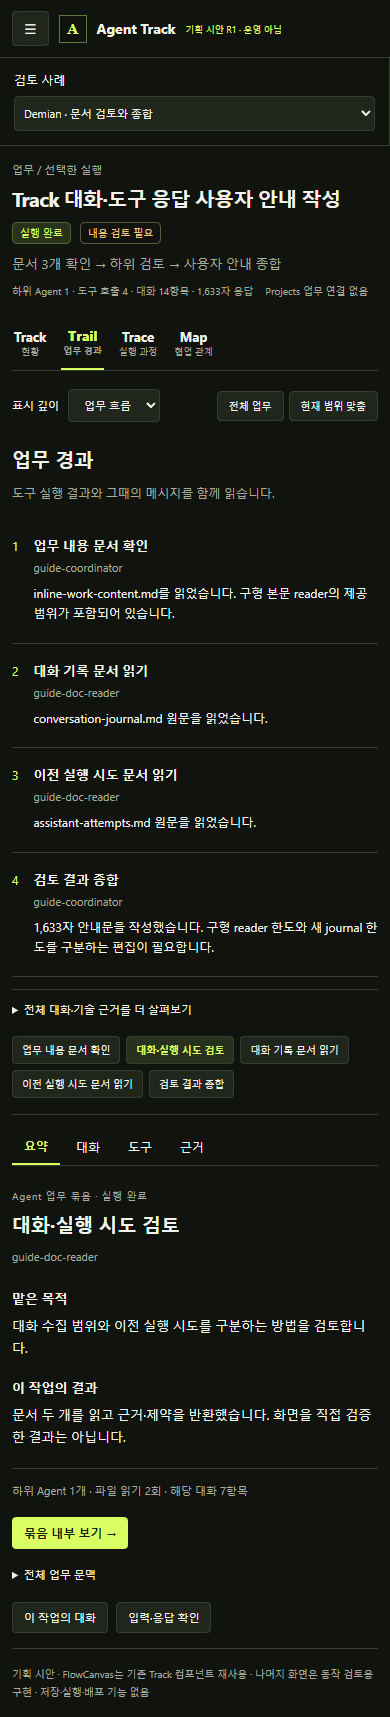 ☰ A Agent Track 기획 시안 R1 · 운영 아님
검토 사례
Demian · 문서 검토와 종합
업무 / 선택한 실행
Track 대화·도구 응답 사용자 안내 작성
실행 완료 내용 검토 필요
문서 3개 확인 → 하위 검토 → 사용자 안내 종합
하위 Agent 1 · 도구 호출 4 · 대화 14항목 · 1,633자 응답 Projects 업무 연결 없음
Track Trail Trace Map
현황 업무 경과 실행 과정 협업 관계
표시 깊이 업무 흐름 전체 업무 현재 범위 맞춤
업무 경과
도구 실행 결과와 그때의 메시지를 함께 읽습니다.
1 업무 내용 문서 확인
guide-coordinator
inline-work-content.md를 읽었습니다. 구형 본문 reader의 제공
범위가 포함되어 있습니다.
2 대화 기록 문서 읽기
guide-doc-reader
conversation-journal.md 원문을 읽었습니다.
3 이전 실행 시도 문서 읽기
guide-doc-reader
assistant-attempts.md 원문을 읽었습니다.
4 검토 결과 종합
guide-coordinator
1,633자 안내문을 작성했습니다. 구형 reader 한도와 새 journal 한
도를 구분하는 편집이 필요합니다.
▶ 전체 대화·기술 근거를 더 살펴보기
업무 내용 문서 확인 대화·실행 시도 검토 대화 기록 문서 읽기
이전 실행 시도 문서 읽기 검토 결과 종합
요약 대화 도구 근거
Agent 업무 묶음 · 실행 완료
대화·실행 시도 검토
guide-doc-reader
맡은 목적
대화 수집 범위와 이전 실행 시도를 구분하는 방법을 검토합니
다.
이 작업의 결과
문서 두 개를 읽고 근거·제약을 반환했습니다. 화면을 직접 검증
한 결과는 아닙니다.
하위 Agent 1개 · 파일 읽기 2회 · 해당 대화 7항목
묶음 내부 보기 →
▶ 전체 업무 문맥
이 작업의 대화 입력·응답 확인
기획 시안 · FlowCanvas는 기존 Track 컴포넌트 재사용 · 나머지 화면은 동작 검토용
구현 · 저장·실행·배포 기능 없음